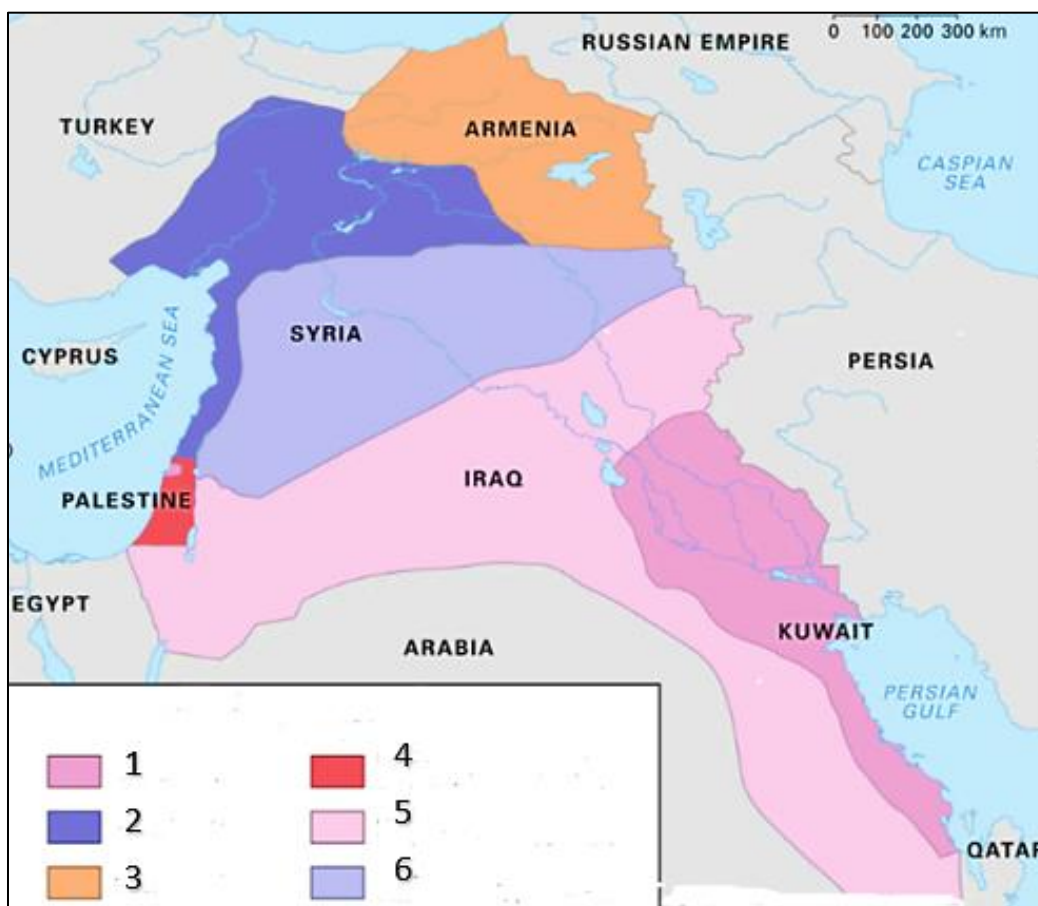 RUSSIAN EMPIRE
0 100 200 300 km
TURKEY
ARMENIA
CASPIAN
SEA
SYRIA
CYPRUS
MEDITERRANEAN SEA
PERSIA
IRAQ
PALESTINE
EGYPT
ARABIA
KUWAIT
PERSIAN
GULF
QATAR
1
2
3
4
5
6